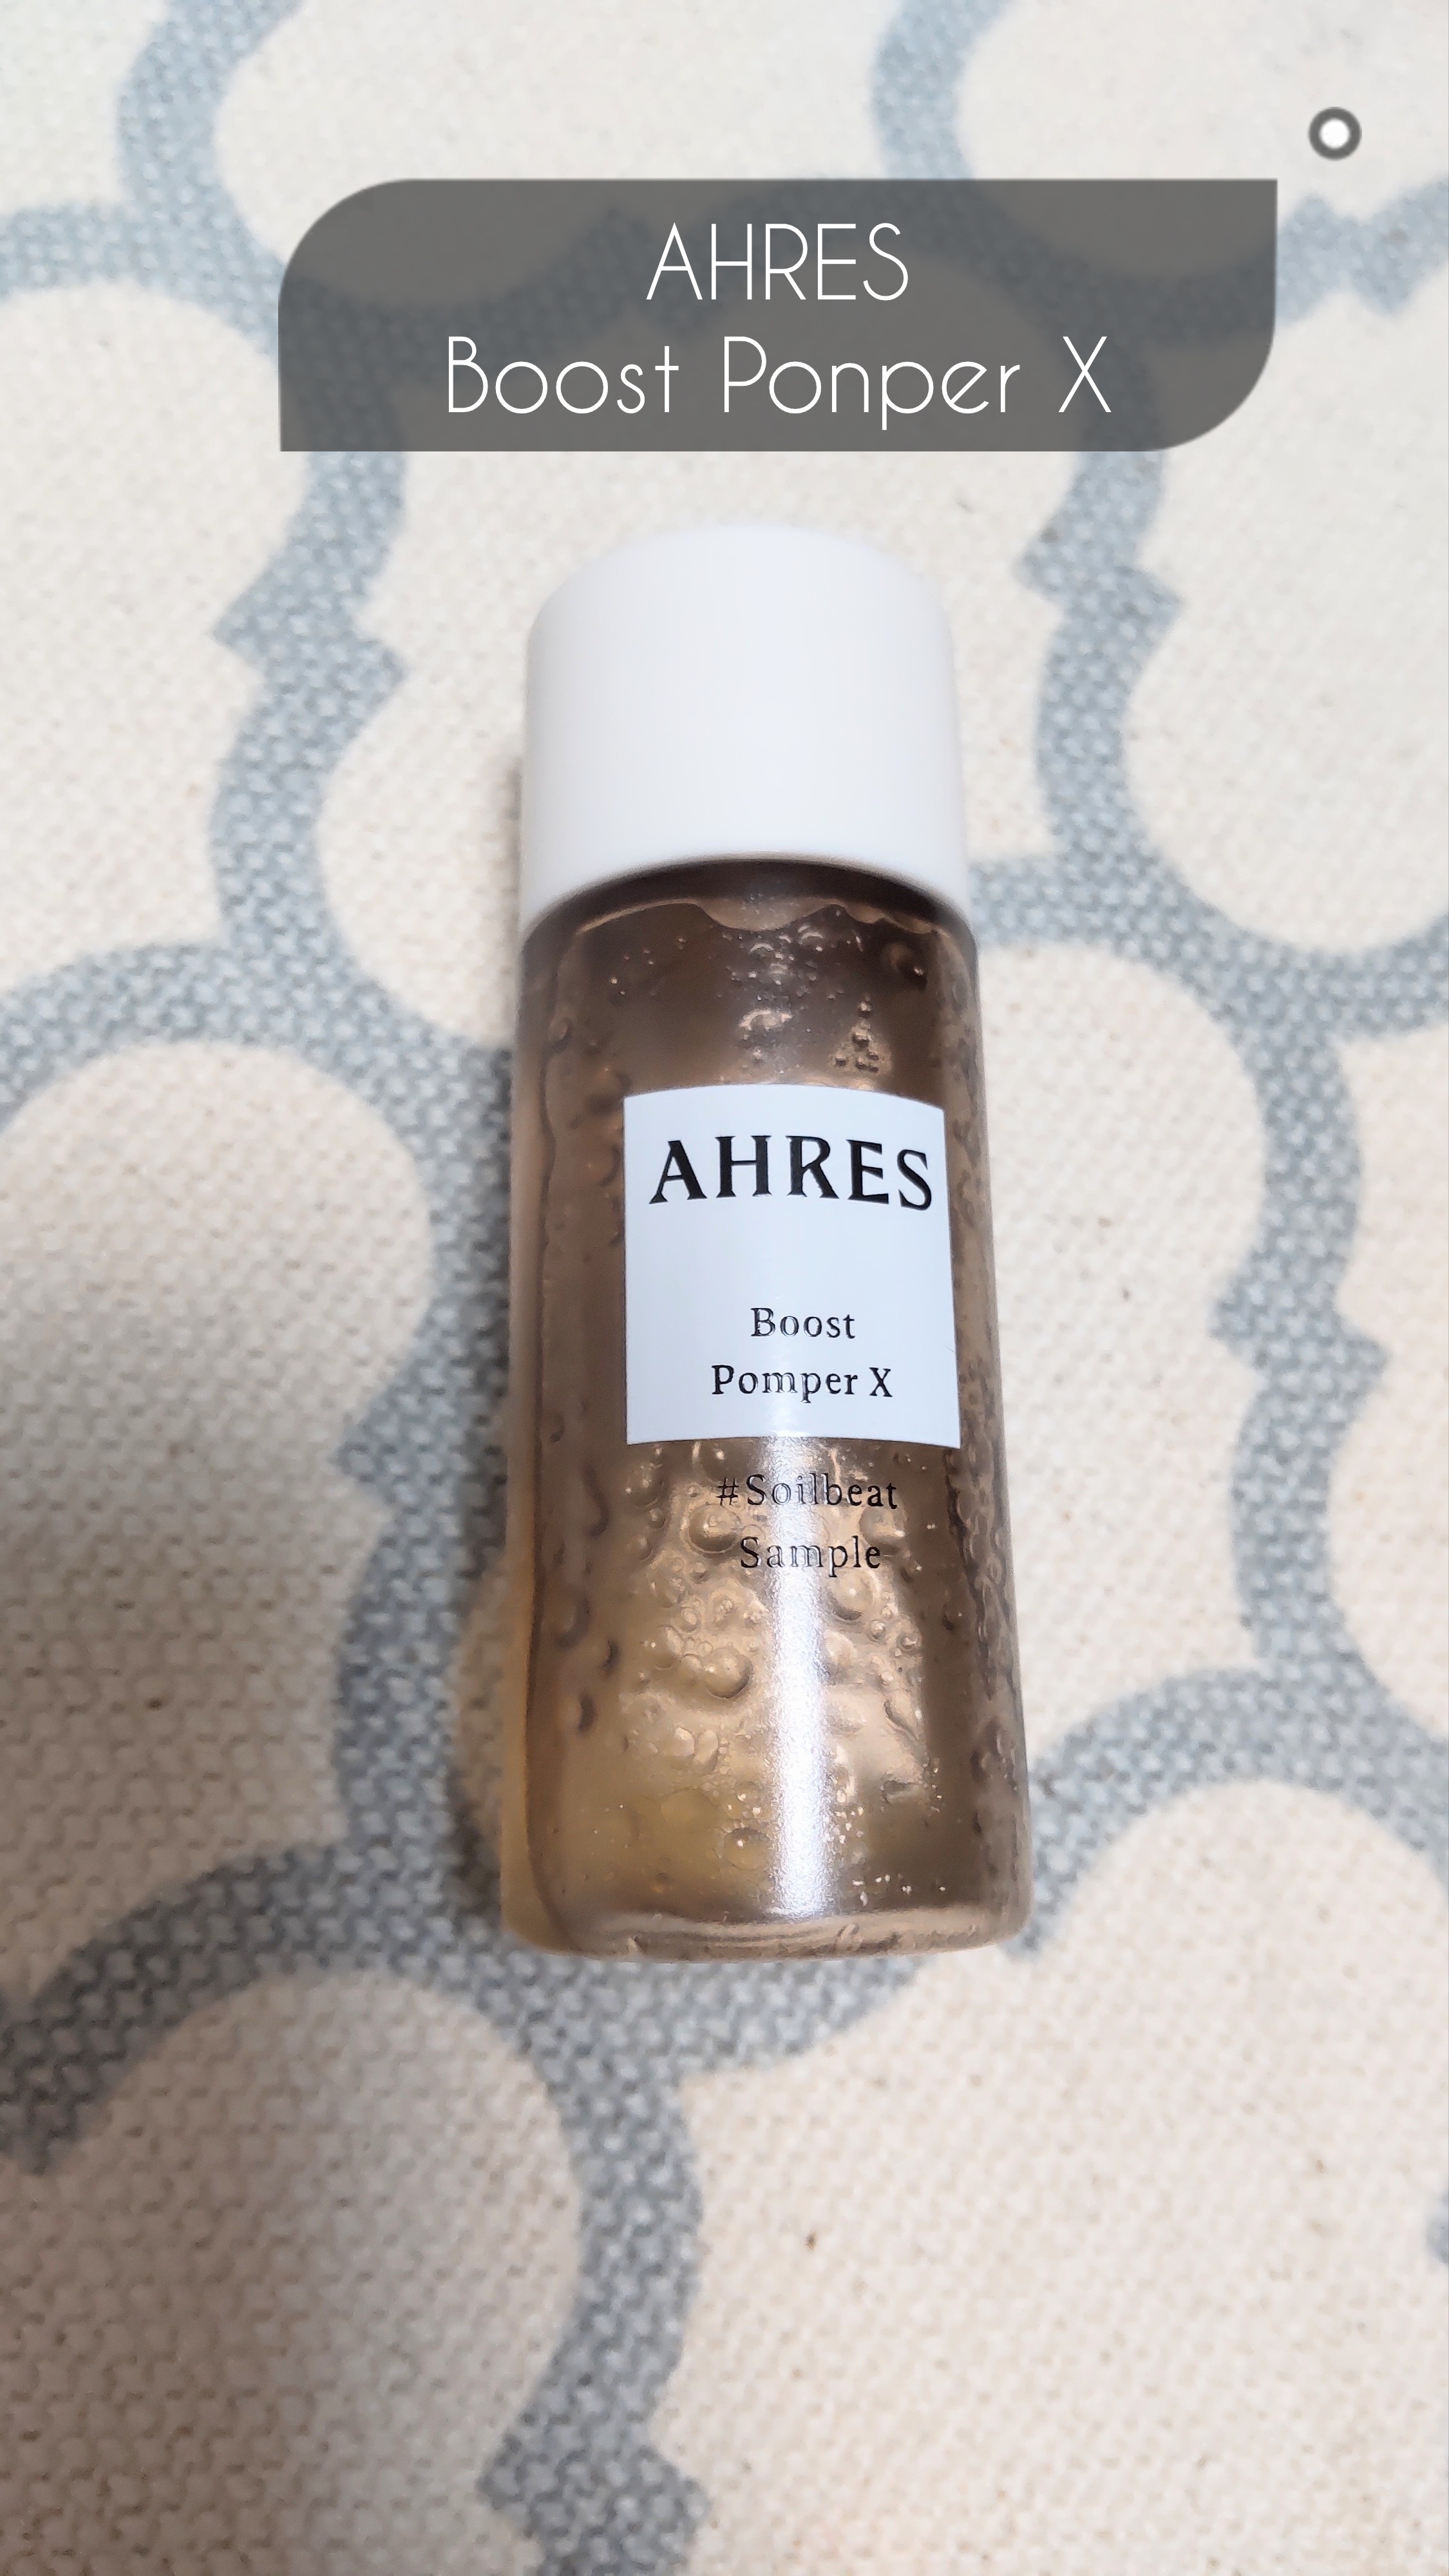 AHRES
Boost Ponper X
AHRES
Boost
Pomper X
#Soilbeat
Sample